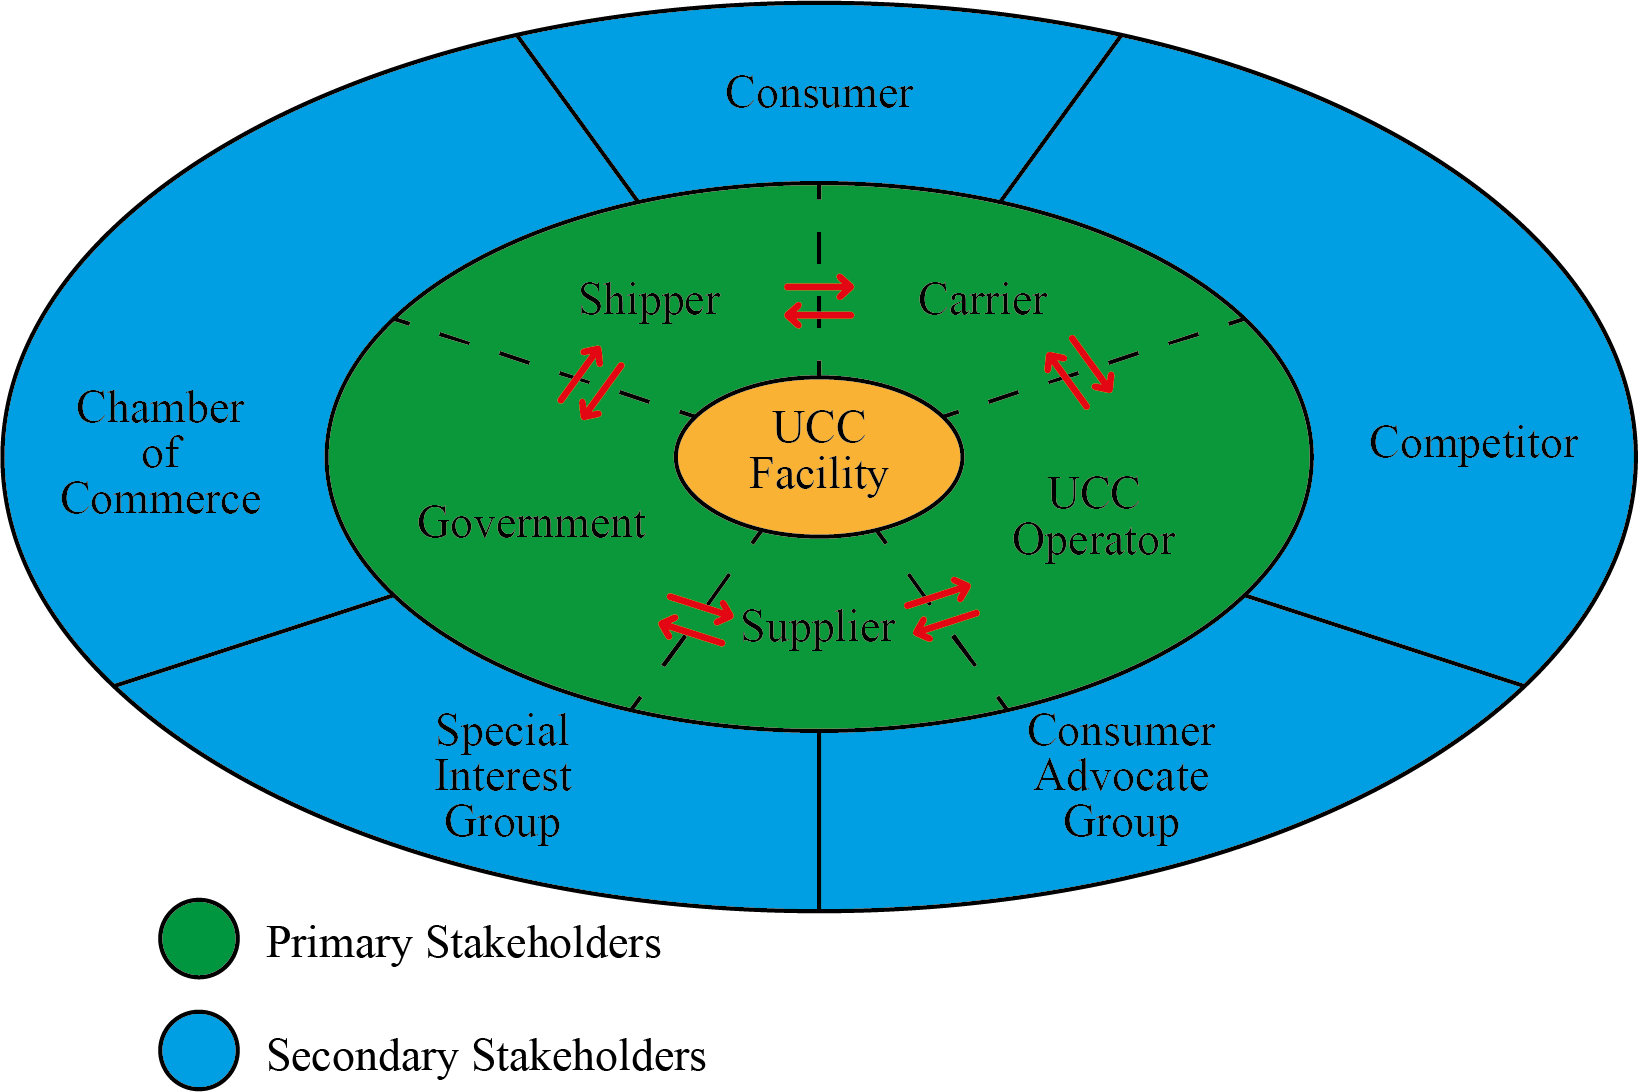 Consumer
Shipper
Carrier
Chamber
of
Commerce
UCC
Facility
Competitor
Government
UCC
Operator
Supplier
Special
Interest
Group
Consumer
Advocate
Group
Primary Stakeholders
Secondary Stakeholders